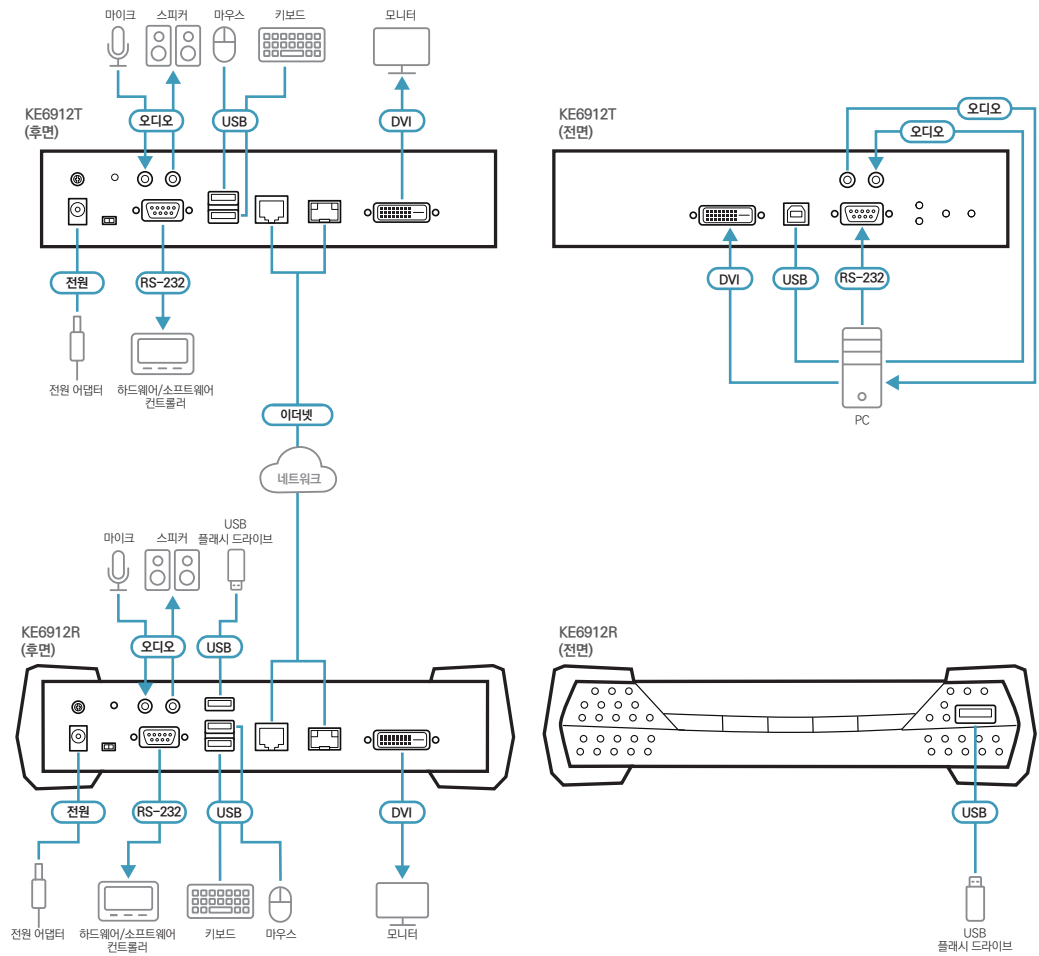 마이크
스피커
마우스
키보드
모니터
KE6912T
(후면)
오디오
USB
DVI
전원
RS-232
전원 어댑터
하드웨어/소프트웨어
컨트롤러
KE6912T
(전면)
오디오
오디오
DVI
USB
RS-232
PC
이더넷
네트워크
마이크
스피커
USB
플래시 드라이브
KE6912R
(후면)
오디오
USB
전원
RS-232
USB
DVI
전원 어댑터
하드웨어/소프트웨어
컨트롤러
키보드
마우스
모니터
KE6912R
(전면)
USB
USB
플래시 드라이브